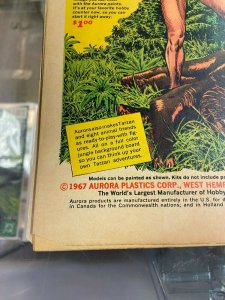 with the Aurora paints.
It's at your favorite hobby
counter now, so you can
start it right away.
$1.00
Aurora also makes Tarzan
and eight animal friends
as ready-to-play-with fig-
ures. All on a full color
jungle background board
so you can think up your
own Tarzan adventures.
Models can be painted as shown. Kits do not include p
©1967 AURORA PLASTICS CORP., WEST HEMP
The World's Largest Manufacturer of Hobby
Aurora products are manufactured entirely in the U.S. for d
in Canada for the Commonwealth nations; and in Holland